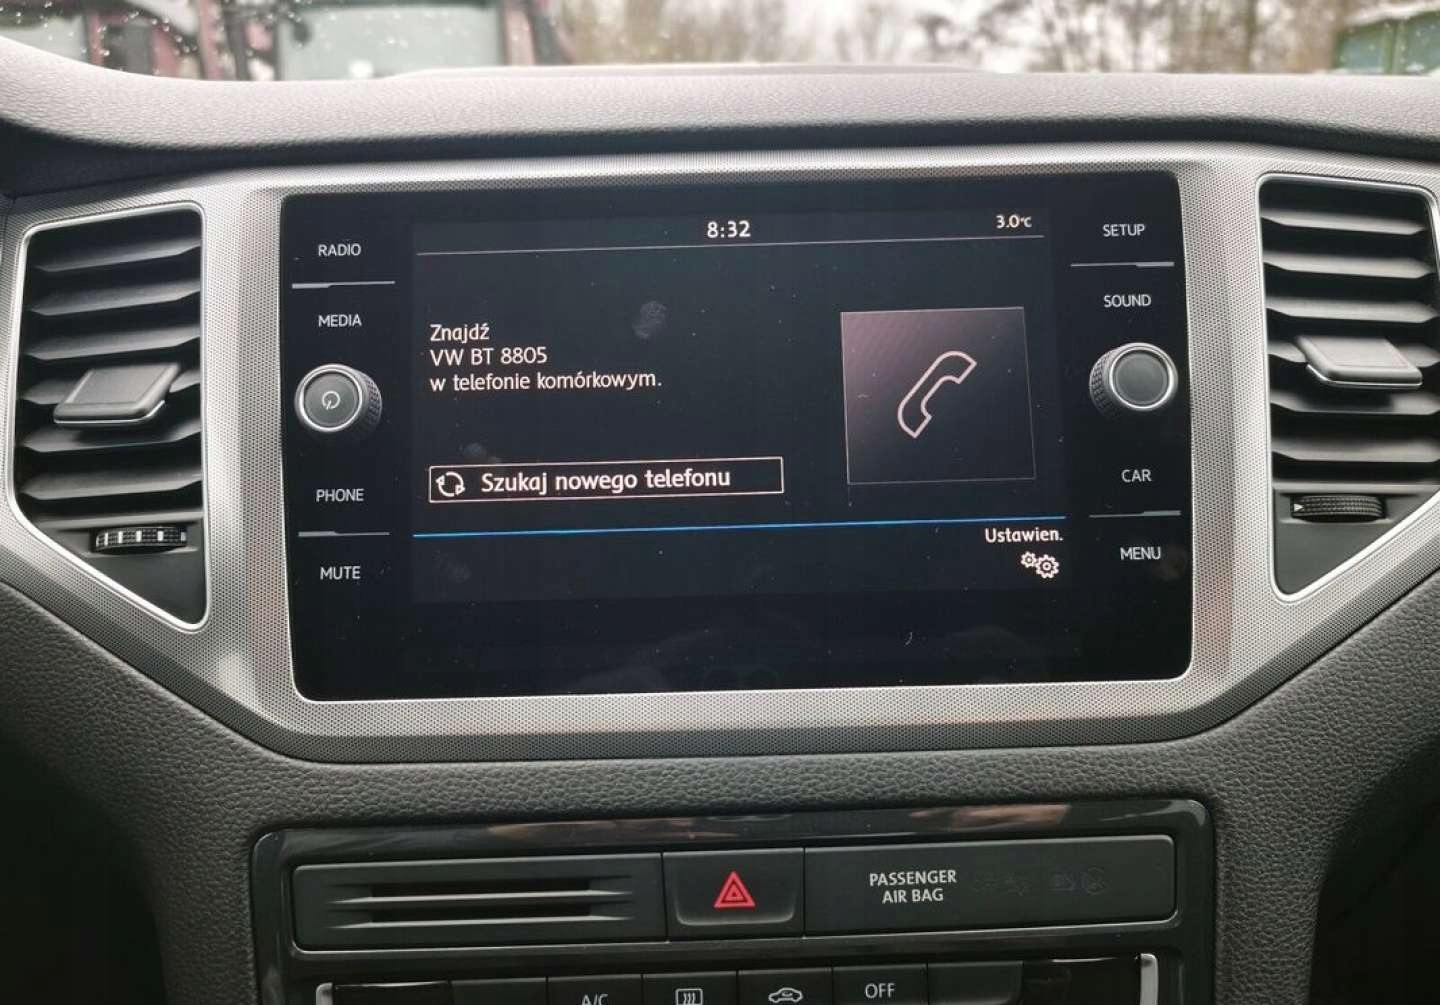 8:32
3.0°C
RADIO
MEDIA
PHONE
MUTE
SETUP
SOUND
CAR
MENU
Znajdź
VW BT 8805
w telefonie komórkowym.
Szukaj nowego telefonu
Ustawien.
PASSENGER
AIR BAG
A/C
OFF